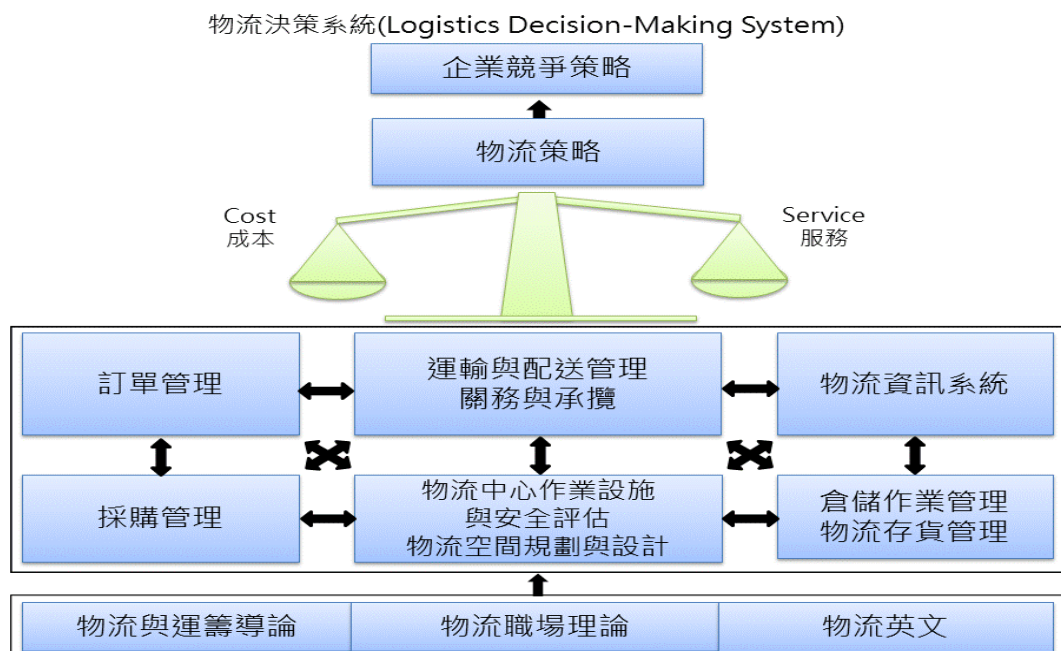 物流決策系統(Logistics Decision-Making System)
企業競爭策略
物流策略
Cost
成本
Service
服務
訂單管理
運輸與配送管理
關務與承攬
物流資訊系統
採購管理
物流中心作業設施
與安全評估
物流空間規劃與設計
倉儲作業管理
物流存貨管理
物流與運籌導論
物流職場理論
物流英文